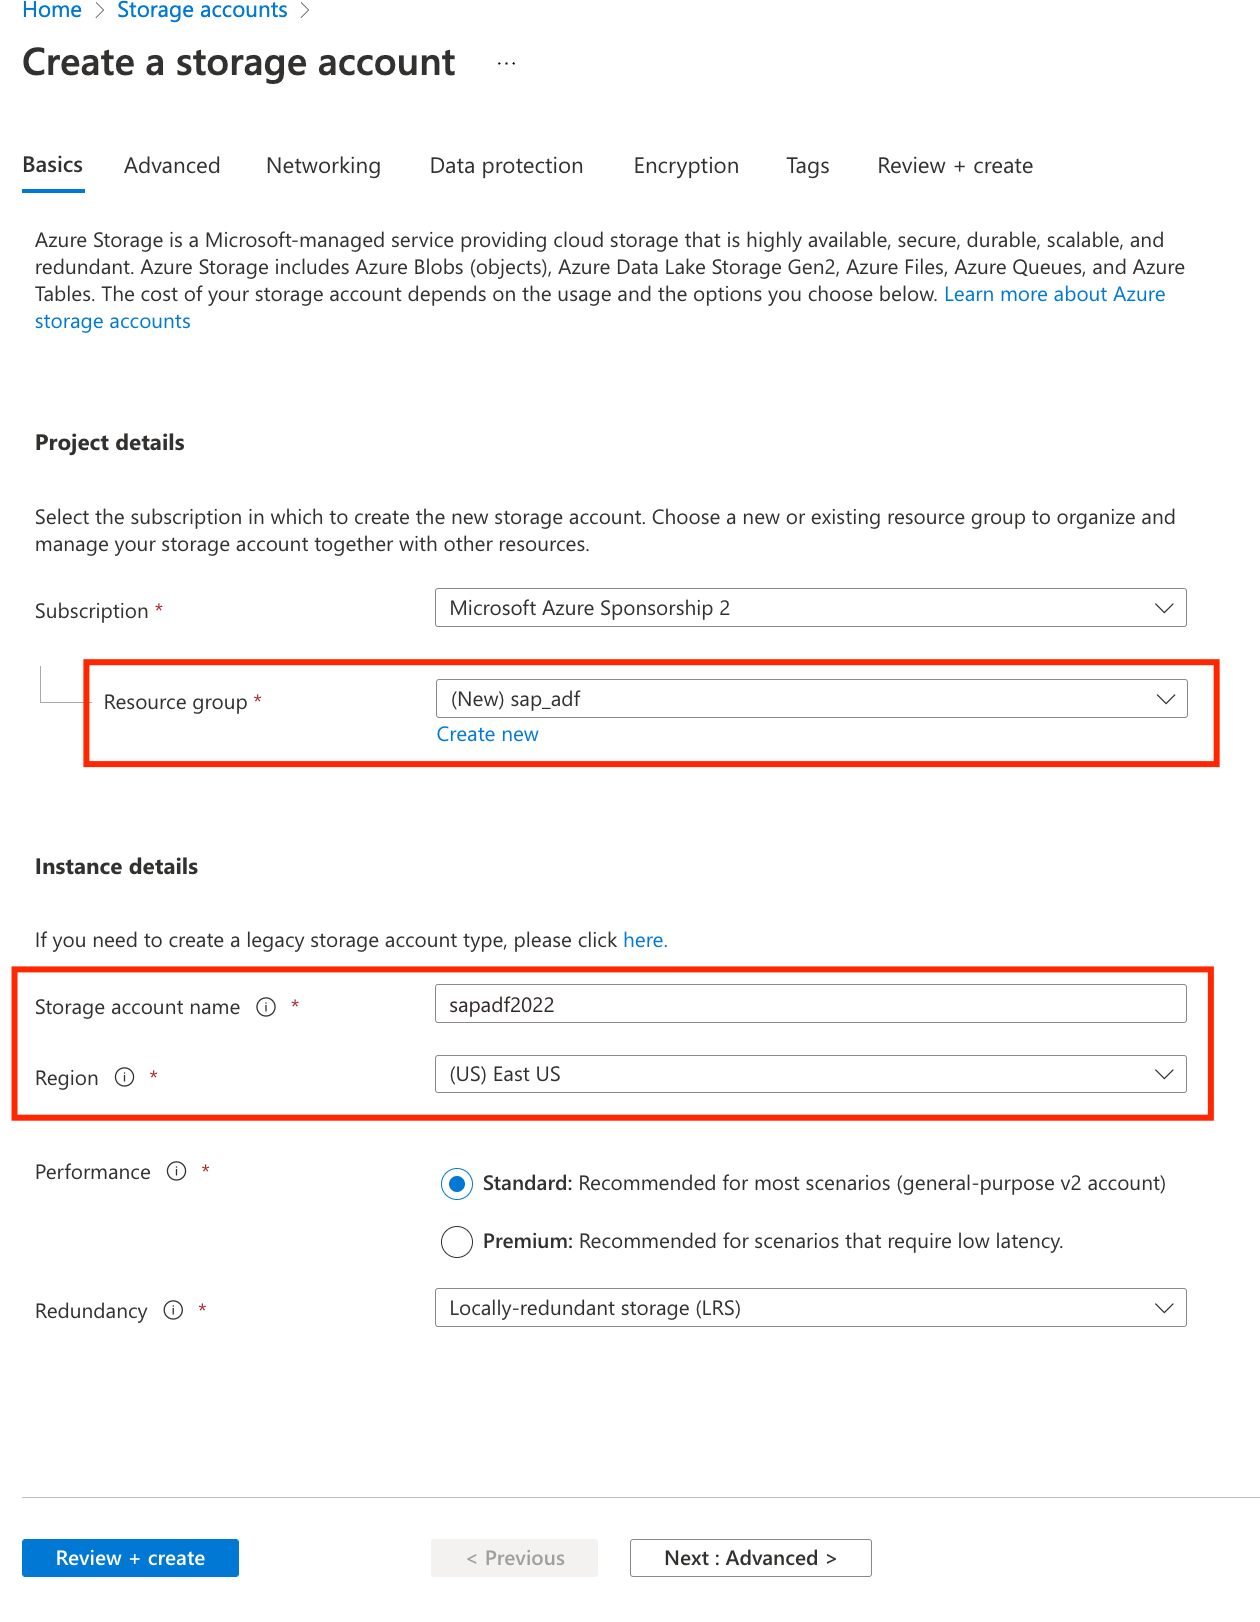 Home > Storage accounts >
Create a storage account ...
Basics Advanced Networking Data protection Encryption Tags Review + create
Azure Storage is a Microsoft-managed service providing cloud storage that is highly available, secure, durable, scalable, and
redundant. Azure Storage includes Azure Blobs (objects), Azure Data Lake Storage Gen2, Azure Files, Azure Queues, and Azure
Tables. The cost of your storage account depends on the usage and the options you choose below. Learn more about Azure
storage accounts
Project details
Select the subscription in which to create the new storage account. Choose a new or existing resource group to organize and
manage your storage account together with other resources.
Subscription * Microsoft Azure Sponsorship 2
Resource group * (New) sap_adf
Create new
Instance details
If you need to create a legacy storage account type, please click here.
Storage account name * sapadf2022
Region * (US) East US
Performance * Standard: Recommended for most scenarios (general-purpose v2 account)
Premium: Recommended for scenarios that require low latency.
Redundancy * Locally-redundant storage (LRS)
Review + create < Previous Next : Advanced >